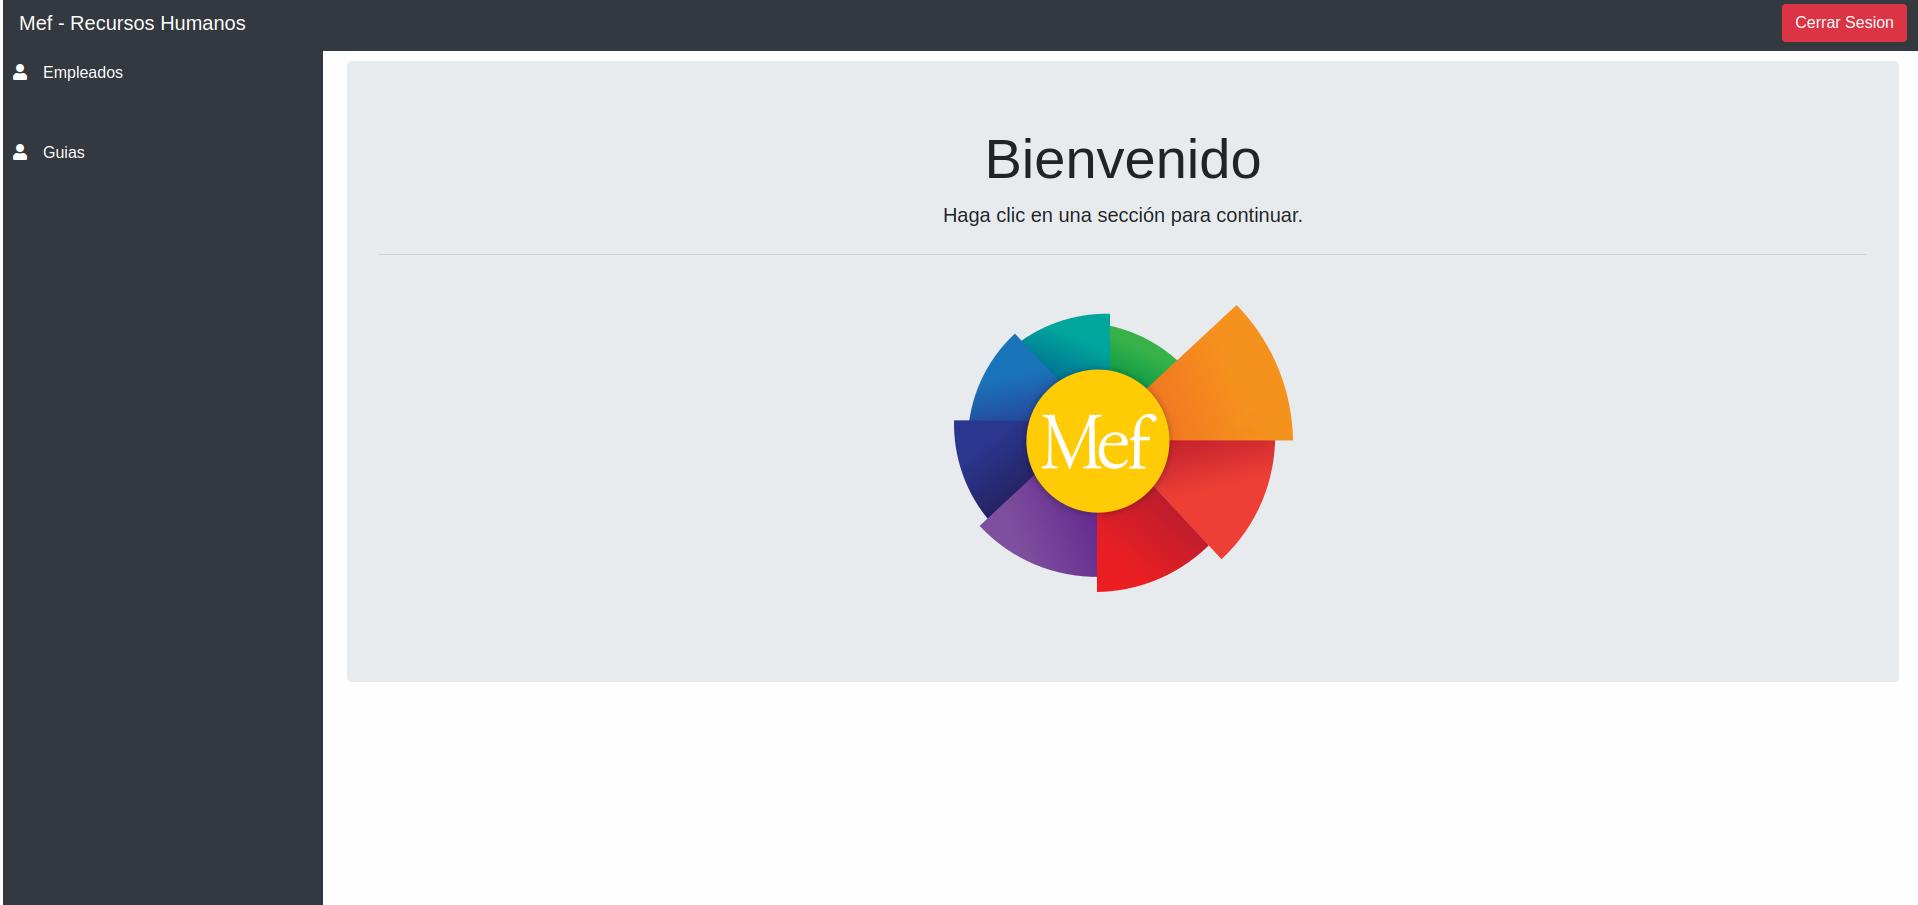 Mef - Recursos Humanos
Cerrar Sesion
Empleados
Guias
Bienvenido
Haga clic en una sección para continuar.
Mef